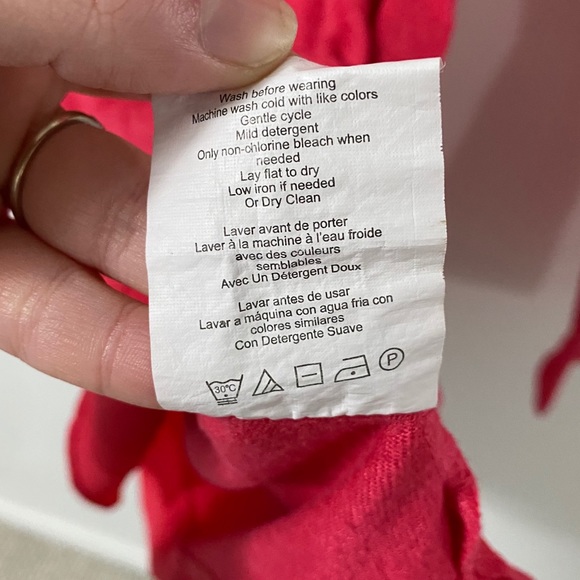 Wash before wearing
Machine wash cold with like colors
Gentle cycle
Mild detergent
Only non-chlorine bleach when
needed
Lay flat to dry
Low iron if needed
Or Dry Clean
Laver avant de porter
Laver à la machine à l'eau froide
avec des couleurs
semblables
Avec Un Détergent Doux
Lavar antes de usar
Lavar a máquina con agua fria con
colores similares
Con Detergente Suave
30°C P